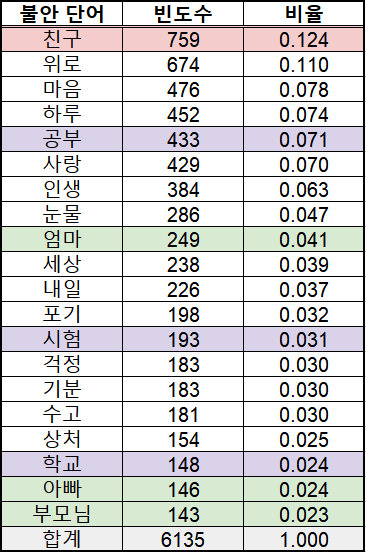 불안 단어 빈도수 비율
친구 759 0.124
위로 674 0.110
마음 476 0.078
하루 452 0.074
공부 433 0.071
사랑 429 0.070
인생 384 0.063
눈물 286 0.047
엄마 249 0.041
세상 238 0.039
내일 226 0.037
포기 198 0.032
시험 193 0.031
걱정 183 0.030
기분 183 0.030
수고 181 0.030
상처 154 0.025
학교 148 0.024
아빠 146 0.024
부모님 143 0.023
합계 6135 1.000